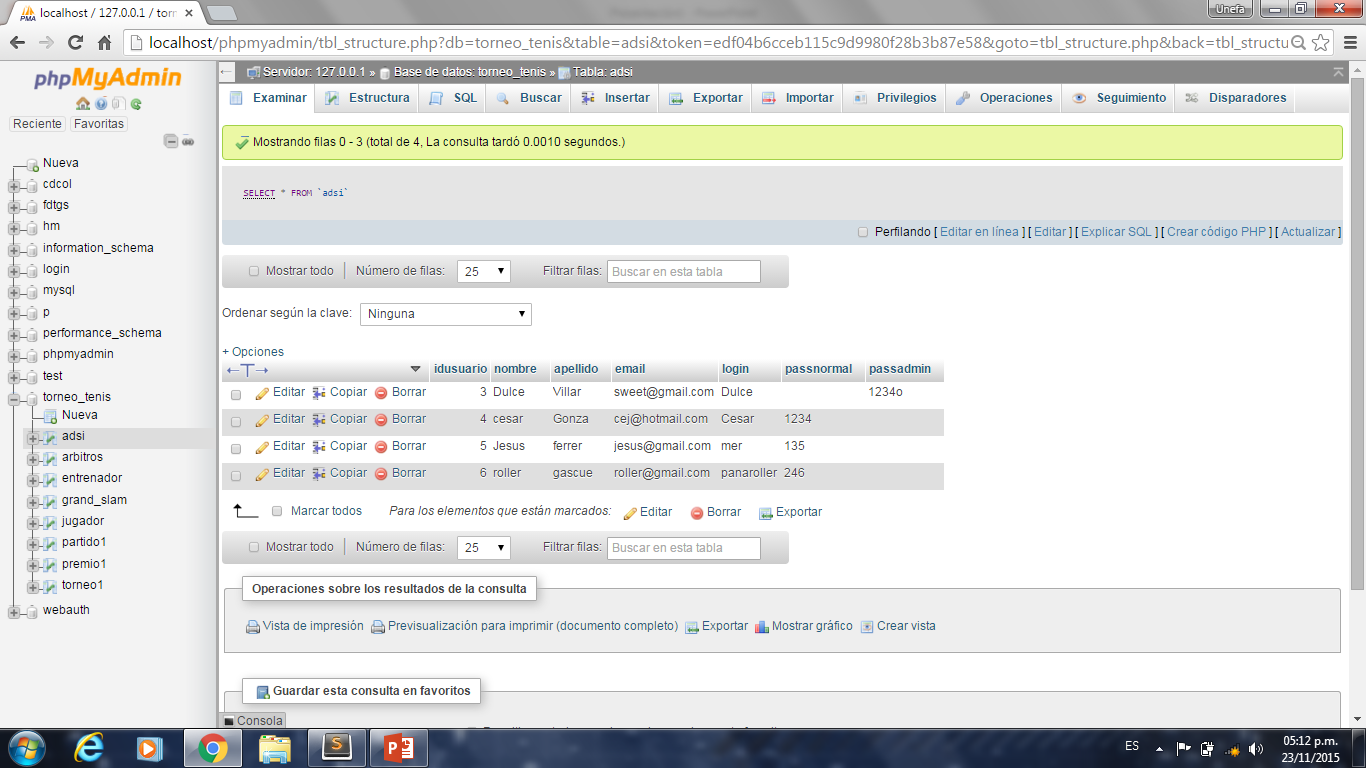 localhost / 127.0.0.1 / torn
Unefa
localhost/phpmyadmin/tbl_structure.php?db=torneo_tenis&table=adsi&token=edf04b6cceb115c9d9980f28b3b87e58&goto=tbl_structure.php&back=tbl_structu
phpMyAdmin
Reciente Favoritas
Nueva
cdcol
fdtgs
hm
information_schema
login
mysql
p
performance_schema
phpmyadmin
test
torneo_tenis
Nueva
adsi
arbitros
entrenador
grand_slam
jugador
partido1
premio1
torneo1
webauth
Servidor: 127.0.0.1 » Base de datos: torneo_tenis » Tabla: adsi
Examinar Estructura SQL Buscar Insertar Exportar Importar Privilegios Operaciones Seguimiento Disparadores
Mostrando filas 0 - 3 (total de 4, La consulta tardó 0.0010 segundos.)
SELECT * FROM `adsi`
Perfilando [ Editar en línea ] [ Editar ] [ Explicar SQL ] [ Crear código PHP ] [ Actualizar ]
Mostrar todo Número de filas: 25 Filtrar filas: Buscar en esta tabla
Ordenar según la clave: Ninguna
+ Opciones
←T→ idusuario nombre apellido email login passnormal passadmin
Editar Copiar Borrar 3 Dulce Villar sweet@gmail.com Dulce 1234o
Editar Copiar Borrar 4 cesar Gonza cej@hotmail.com Cesar 1234
Editar Copiar Borrar 5 Jesus ferrer jesus@gmail.com mer 135
Editar Copiar Borrar 6 roller gascue roller@gmail.com panaroller 246
Marcar todos Para los elementos que están marcados: Editar Borrar Exportar
Mostrar todo Número de filas: 25 Filtrar filas: Buscar en esta tabla
Operaciones sobre los resultados de la consulta
Vista de impresión Previsualización para imprimir (documento completo) Exportar Mostrar gráfico Crear vista
Guardar esta consulta en favoritos
Consola
ES 05:12 p.m.
23/11/2015